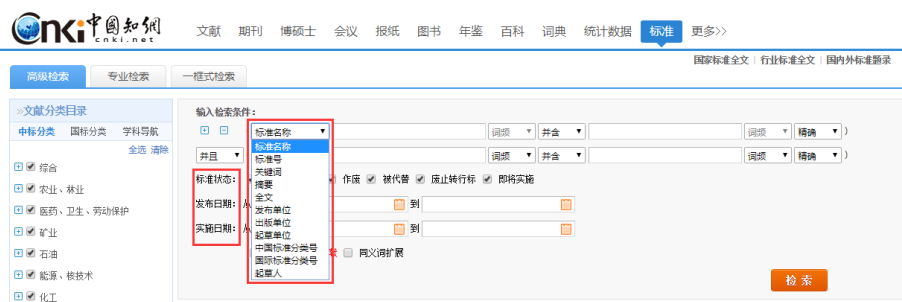 Cnki中国知网
cnki.net
文献 期刊 博硕士 会议 报纸 图书 年鉴 百科 词典 统计数据 标准 更多>>
国家标准全文 | 行业标准全文 | 国内外标准题录
高级检索 专业检索 一框式检索
»文献分类目录
中标分类 国标分类 学科导航
全选 清除
综合
农业、林业
医药、卫生、劳动保护
矿业
石油
能源、核技术
化工
输入检索条件:
( 标准名称 词频 并含 词频 精确 )
并且 词频 并含 词频 精确 )
标准名称
标准号
关键词
摘要
全文
发布单位
出版单位
起草单位
中国标准分类号
国际标准分类号
起草人
标准状态: 作废 被代替 废止转行标 即将实施
发布日期: 从 到
实施日期: 从 到
同义词扩展
检索